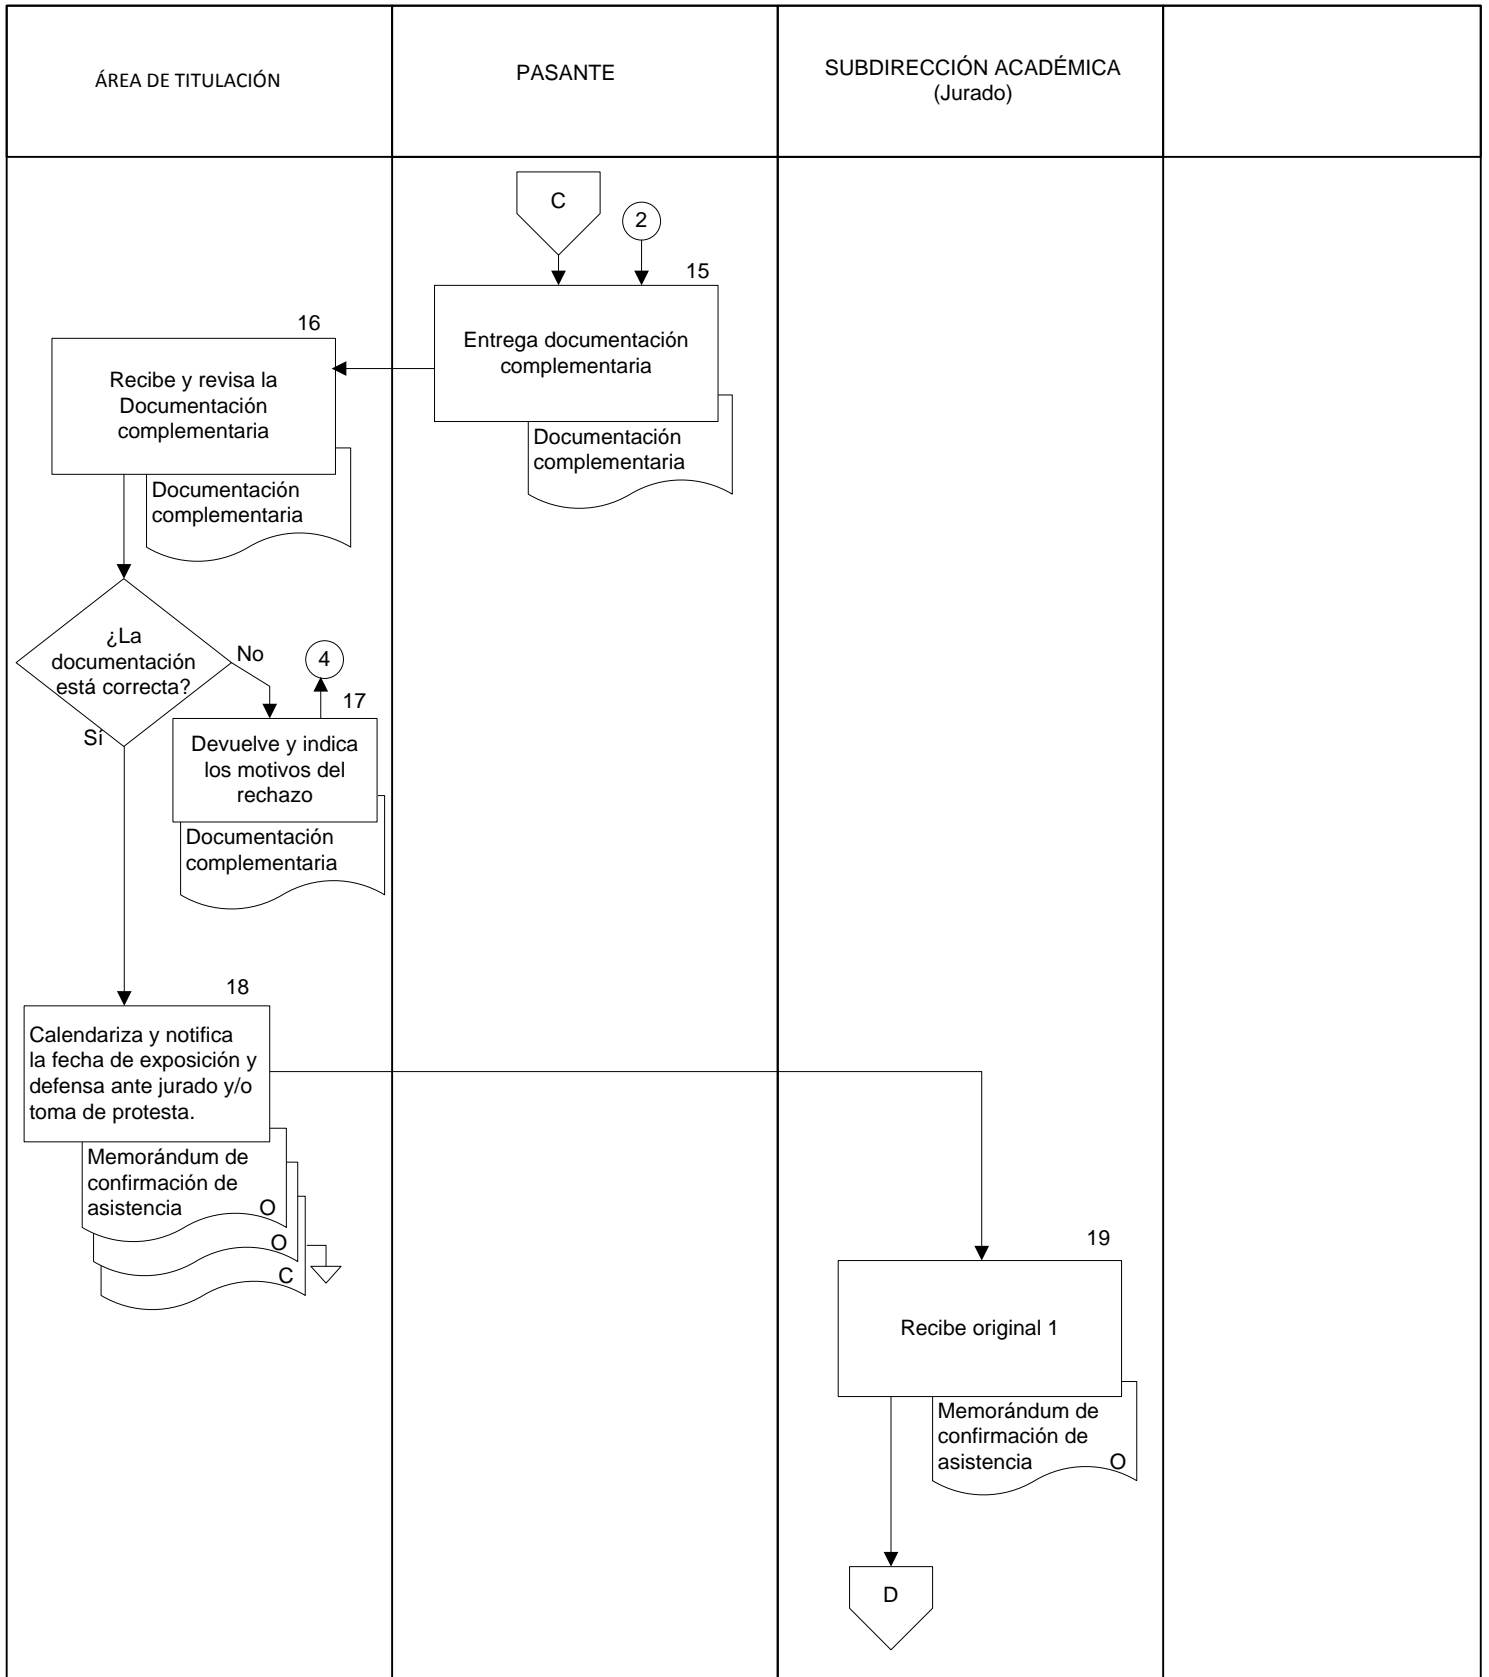 ÁREA DE TITULACIÓN
PASANTE
SUBDIRECCIÓN ACADÉMICA
(Jurado)
C
2
15
Entrega documentación
complementaria
Documentación
complementaria
16
Recibe y revisa la
Documentación
complementaria
Documentación
complementaria
¿La
documentación
está correcta?
No
Sí
4
17
Devuelve y indica
los motivos del
rechazo
Documentación
complementaria
18
Calendariza y notifica
la fecha de exposición y
defensa ante jurado y/o
toma de protesta.
Memorándum de
confirmación de
asistencia O
O
C
19
Recibe original 1
Memorándum de
confirmación de
asistencia O
D